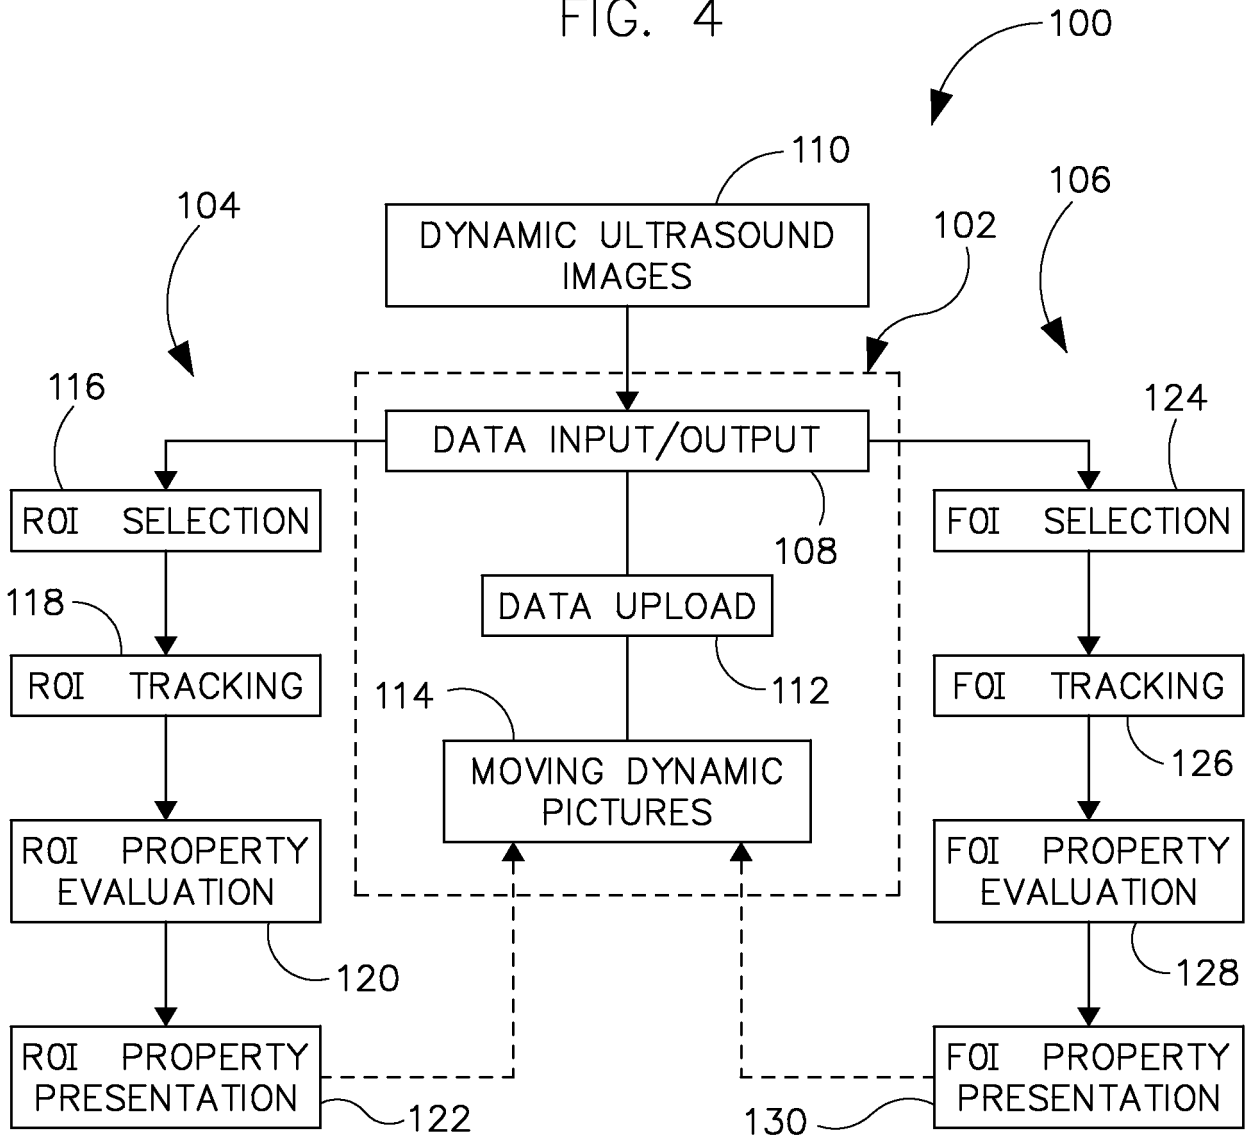 FIG. 4
100
110
104
106
102
DYNAMIC ULTRASOUND
IMAGES
116
124
DATA INPUT/OUTPUT
ROI SELECTION
FOI SELECTION
108
118
DATA UPLOAD
ROI TRACKING
114
112
FOI TRACKING
126
MOVING DYNAMIC
PICTURES
ROI PROPERTY
EVALUATION
FOI PROPERTY
EVALUATION
120
128
ROI PROPERTY
PRESENTATION
122
130
FOI PROPERTY
PRESENTATION